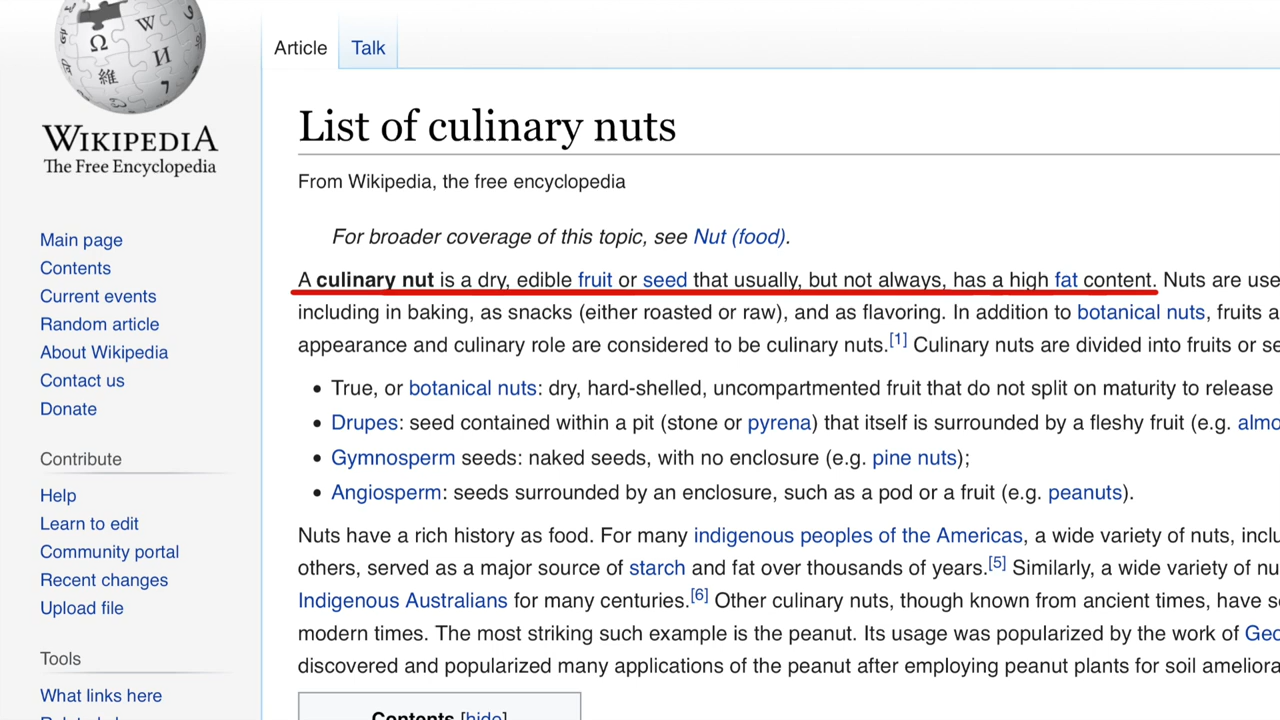 Ω W И 維 7
WIKIPEDIA
The Free Encyclopedia
Main page
Contents
Current events
Random article
About Wikipedia
Contact us
Donate
Contribute
Help
Learn to edit
Community portal
Recent changes
Upload file
Tools
What links here
Article Talk
List of culinary nuts
From Wikipedia, the free encyclopedia
For broader coverage of this topic, see Nut (food).
A culinary nut is a dry, edible fruit or seed that usually, but not always, has a high fat content. Nuts are use
including in baking, as snacks (either roasted or raw), and as flavoring. In addition to botanical nuts, fruits a
appearance and culinary role are considered to be culinary nuts.[1] Culinary nuts are divided into fruits or se
• True, or botanical nuts: dry, hard-shelled, uncompartmented fruit that do not split on maturity to release
• Drupes: seed contained within a pit (stone or pyrena) that itself is surrounded by a fleshy fruit (e.g. almo
• Gymnosperm seeds: naked seeds, with no enclosure (e.g. pine nuts);
• Angiosperm: seeds surrounded by an enclosure, such as a pod or a fruit (e.g. peanuts).
Nuts have a rich history as food. For many indigenous peoples of the Americas, a wide variety of nuts, inclu
others, served as a major source of starch and fat over thousands of years.[5] Similarly, a wide variety of nu
Indigenous Australians for many centuries.[6] Other culinary nuts, though known from ancient times, have s
modern times. The most striking such example is the peanut. Its usage was popularized by the work of Geo
discovered and popularized many applications of the peanut after employing peanut plants for soil ameliora
Contents [hide]